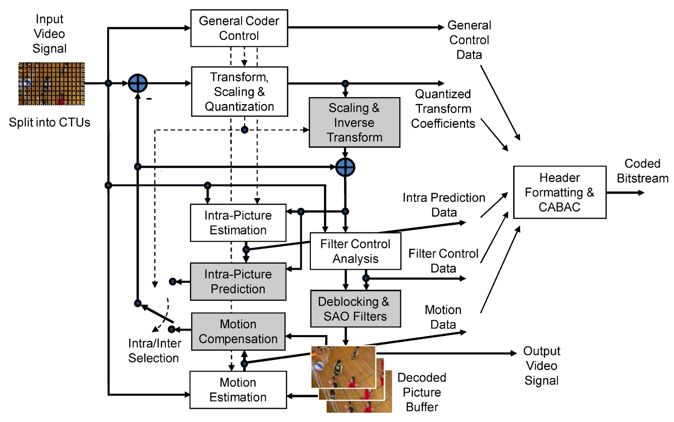 Input
Video
Signal
Split into CTUs
-
General Coder
Control
Transform,
Scaling &
Quantization
Scaling &
Inverse
Transform
General
Control
Data
Quantized
Transform
Coefficients
Header
Formatting &
CABAC
Coded
Bitstream
Intra-Picture
Estimation
Intra Prediction
Data
Filter Control
Analysis
Filter Control
Data
Intra-Picture
Prediction
Deblocking &
SAO Filters
Motion
Data
Motion
Compensation
Intra/Inter
Selection
Output
Video
Signal
Motion
Estimation
Decoded
Picture
Buffer